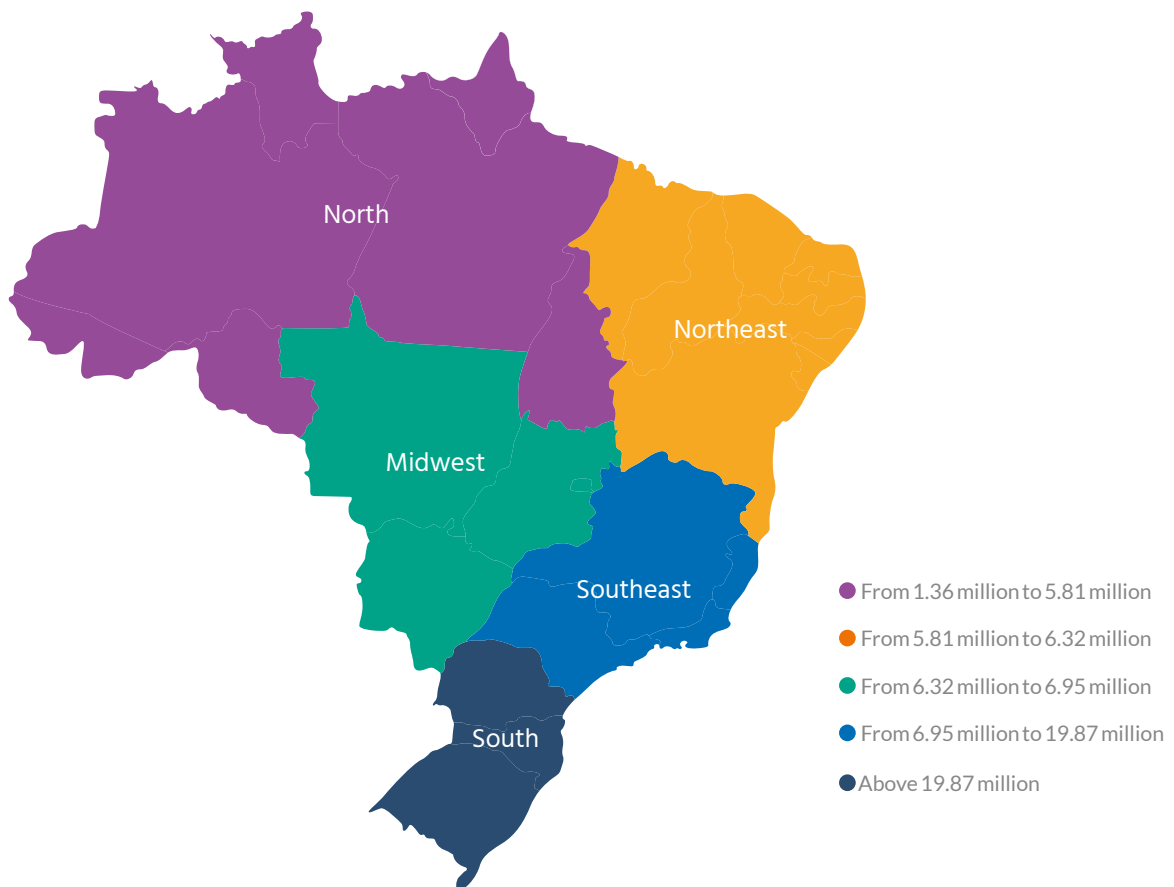 North
Northeast
Midwest
Southeast
South
From 1.36 million to 5.81 million
From 5.81 million to 6.32 million
From 6.32 million to 6.95 million
From 6.95 million to 19.87 million
Above 19.87 million